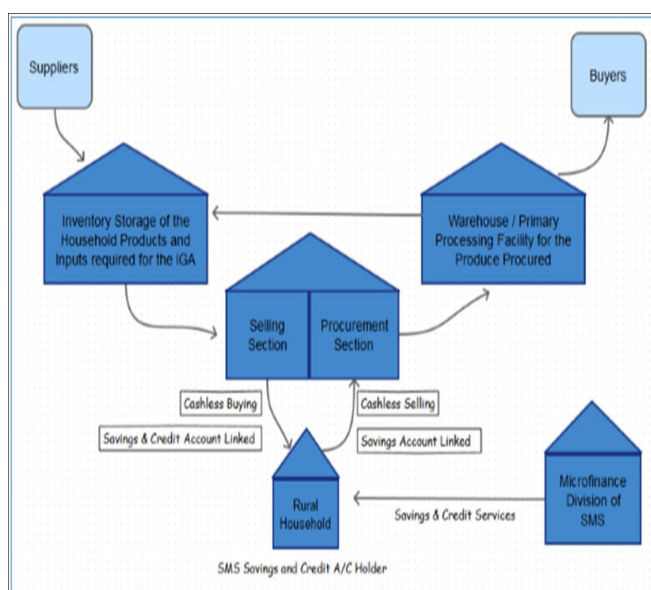 Suppliers
Buyers
Inventory Storage of the
Household Products and
Inputs required for the IGA
Warehouse / Primary
Processing Facility for the
Produce Procured
Selling
Section
Procurement
Section
Cashless Buying
Cashless Selling
Savings & Credit Account Linked
Savings Account Linked
Rural
Household
Microfinance
Division of
SMS
Savings & Credit Services
SMS Savings and Credit A/C Holder